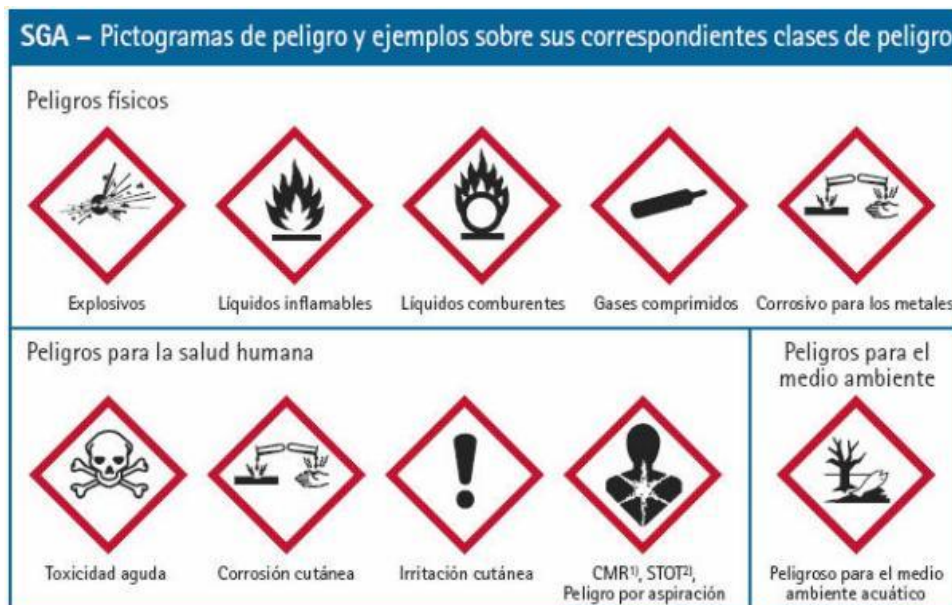 SGA – Pictogramas de peligro y ejemplos sobre sus correspondientes clases de peligro
Peligros físicos
Explosivos
Líquidos inflamables
Líquidos comburentes
Gases comprimidos
Corrosivo para los metales
Peligros para la salud humana
Toxicidad aguda
Corrosión cutánea
Irritación cutánea
CMR¹⁾, STOT²⁾,
Peligro por aspiración
Peligros para el
medio ambiente
Peligroso para el medio
ambiente acuático